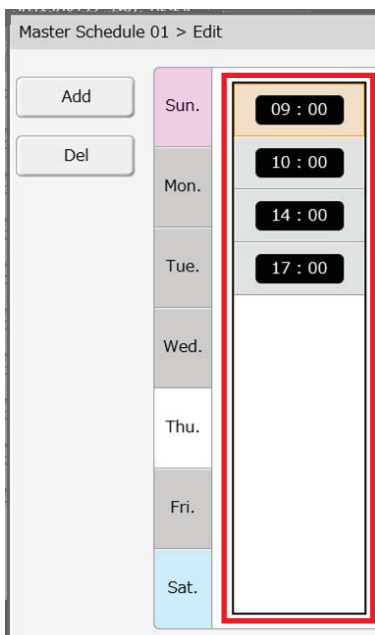 Master Schedule 01 > Edit
Add
Del
Sun.
Mon.
Tue.
Wed.
Thu.
Fri.
Sat.
09 : 00
10 : 00
14 : 00
17 : 00